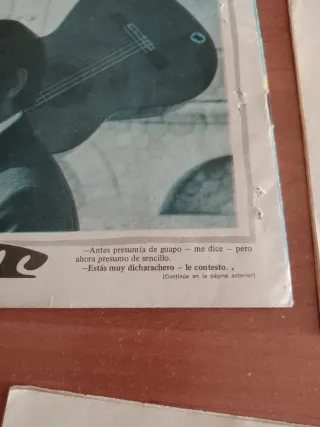 —Antes presumía de guapo — me dice — pero
ahora presumo de sencillo.
—Estás muy dicharachero — le contesto. ,
(Continúa en la página anterior)